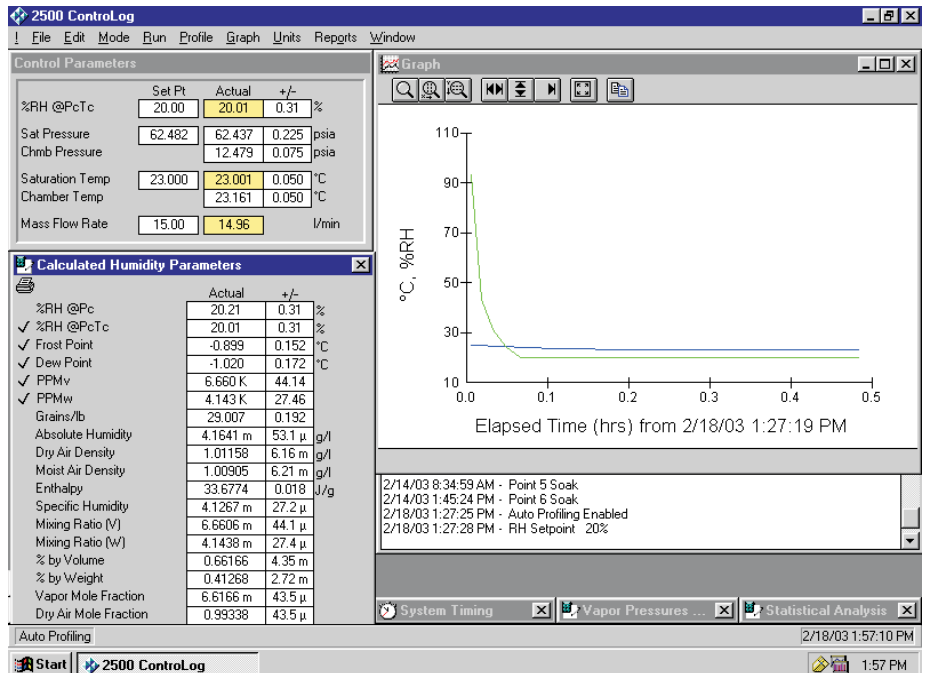 2500 ControLog
! File Edit Mode Run Profile Graph Units Reports Window
Control Parameters
Set Pt Actual +/-
%RH @PcTc 20.00 20.01 0.31 %
Sat Pressure 62.482 62.437 0.225 psia
Chmb Pressure 12.479 0.075 psia
Saturation Temp 23.000 23.001 0.050 °C
Chamber Temp 23.161 0.050 °C
Mass Flow Rate 15.00 14.96 l/min
Calculated Humidity Parameters
Actual +/-
%RH @Pc 20.21 0.31 %
✓ %RH @PcTc 20.01 0.31 %
✓ Frost Point -0.899 0.152 °C
✓ Dew Point -1.020 0.172 °C
✓ PPMv 6.660 K 44.14
✓ PPMw 4.143 K 27.46
Grains/lb 29.007 0.192
Absolute Humidity 4.1641 m 53.1 µ g/l
Dry Air Density 1.01158 6.16 m g/l
Moist Air Density 1.00905 6.21 m g/l
Enthalpy 33.6774 0.018 J/g
Specific Humidity 4.1267 m 27.2 µ
Mixing Ratio (V) 6.6606 m 44.1 µ
Mixing Ratio (W) 4.1438 m 27.4 µ
% by Volume 0.66166 4.35 m
% by Weight 0.41268 2.72 m
Vapor Mole Fraction 6.6166 m 43.5 µ
Dry Air Mole Fraction 0.99338 43.5 µ
Graph
110
90
70
50
30
10
°C, %RH
0.0 0.1 0.2 0.3 0.4 0.5
Elapsed Time (hrs) from 2/18/03 1:27:19 PM
2/14/03 8:34:59 AM - Point 5 Soak
2/14/03 1:45:24 PM - Point 6 Soak
2/18/03 1:27:25 PM - Auto Profiling Enabled
2/18/03 1:27:28 PM - RH Setpoint 20%
System Timing
Vapor Pressures ...
Statistical Analysis
Auto Profiling
2/18/03 1:57:10 PM
Start
2500 ControLog
1:57 PM